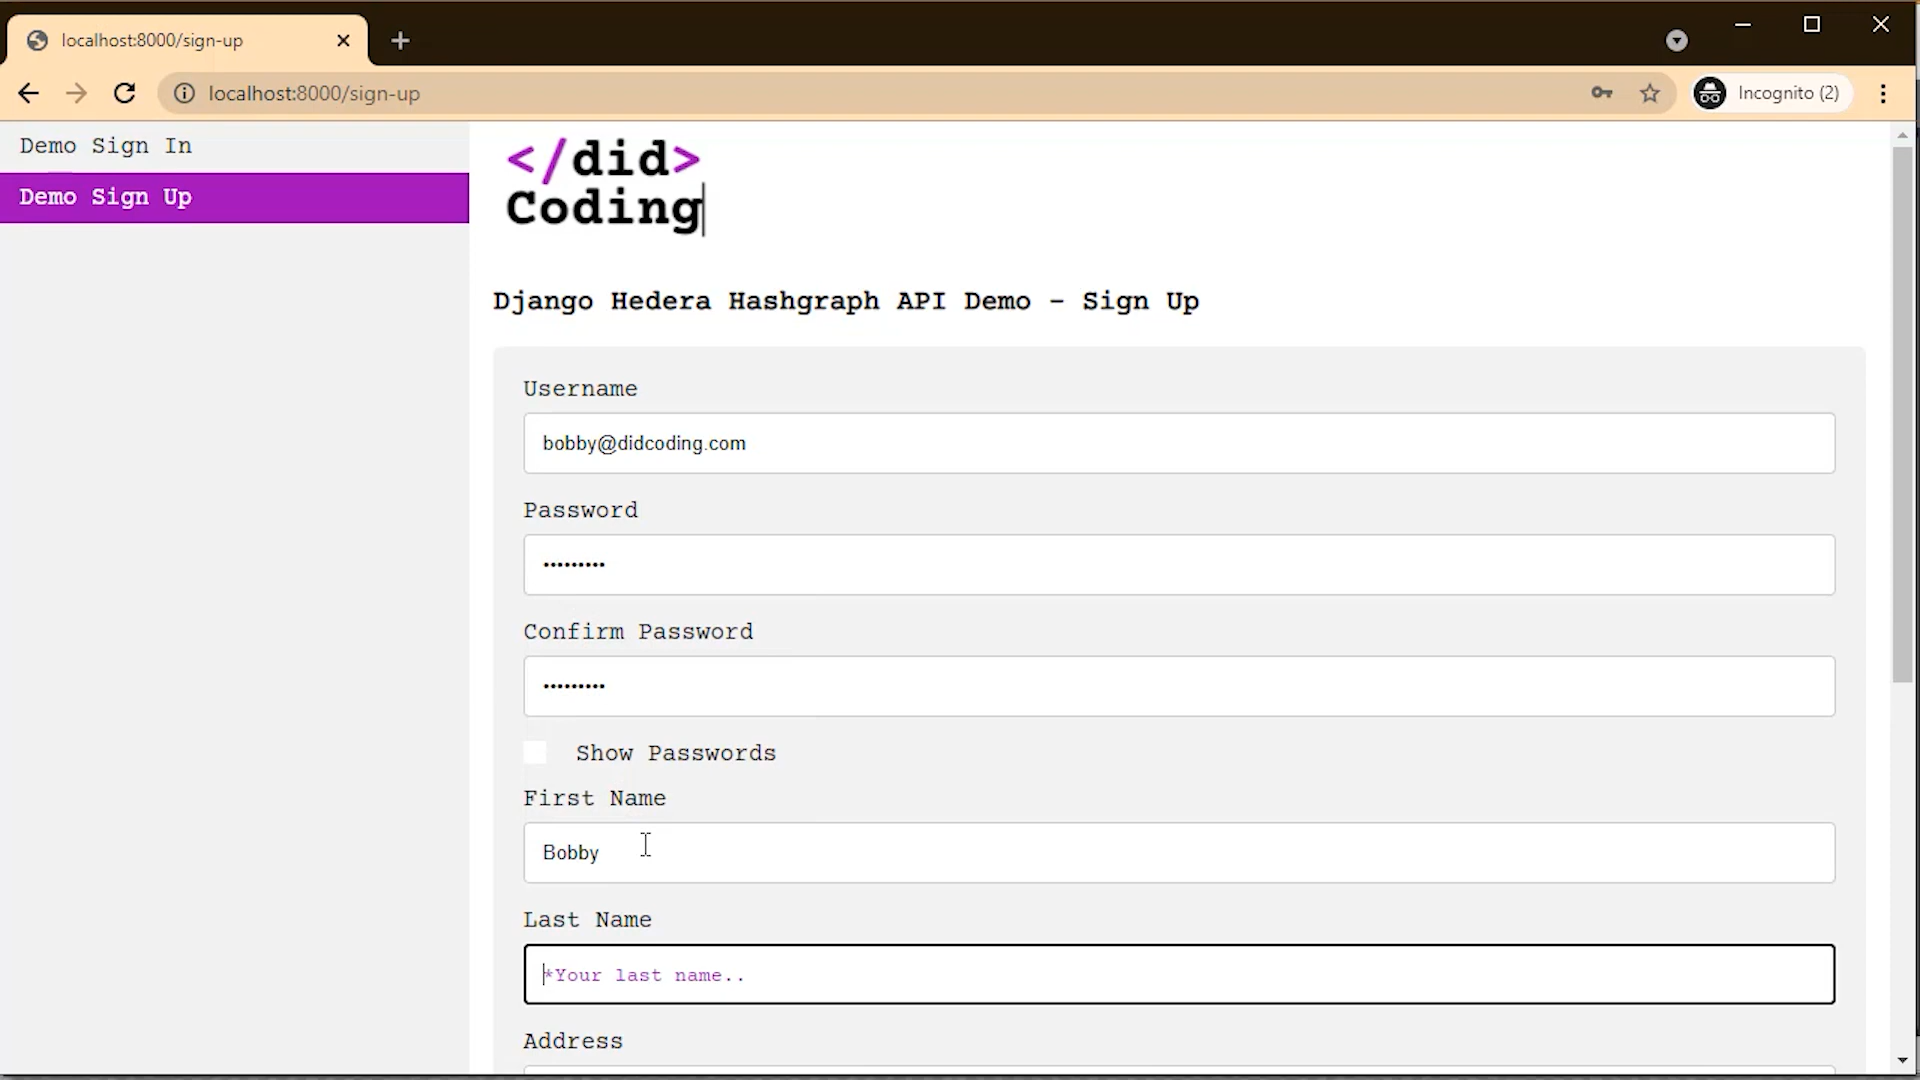 localhost:8000/sign-up
localhost:8000/sign-up
Incognito (2)
Demo Sign In
Demo Sign Up
</did>
Coding
Django Hedera Hashgraph API Demo - Sign Up
Username
bobby@didcoding.com
Password
•••••••••
Confirm Password
•••••••••
Show Passwords
First Name
Bobby
Last Name
*Your last name..
Address